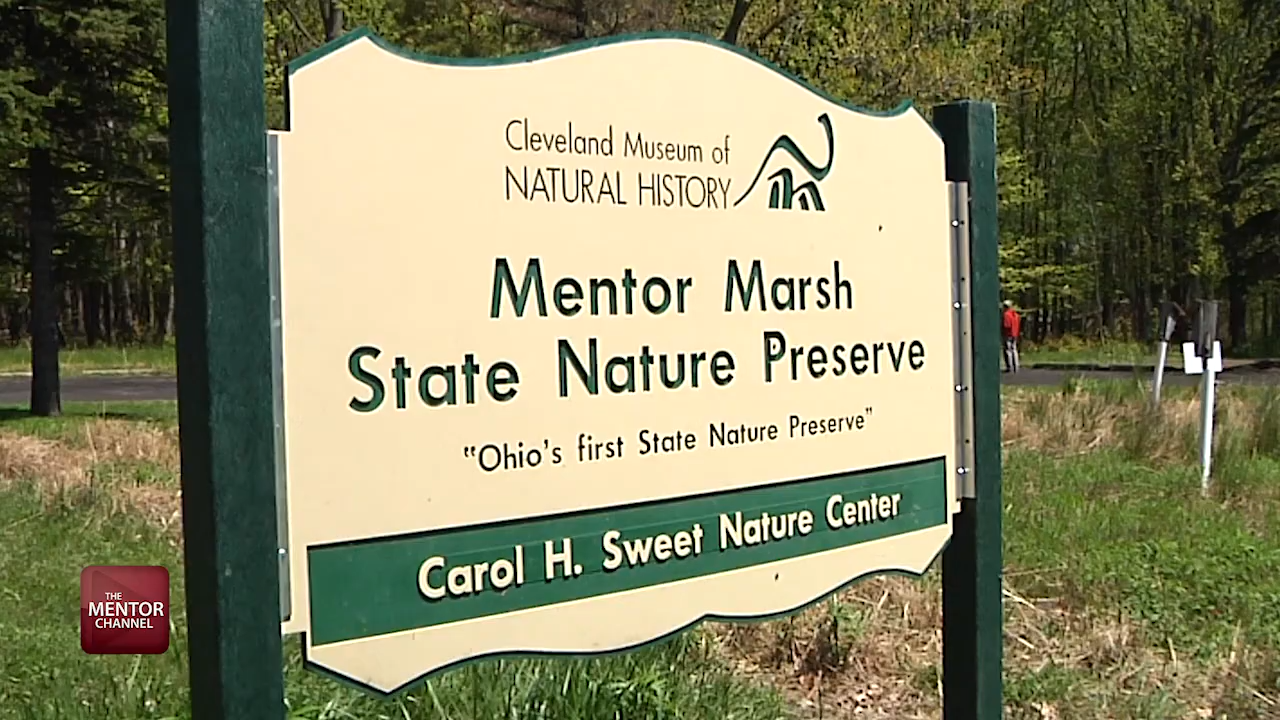 Cleveland Museum of
NATURAL HISTORY
Mentor Marsh
State Nature Preserve
"Ohio's first State Nature Preserve"
Carol H. Sweet Nature Center
THE
MENTOR
CHANNEL